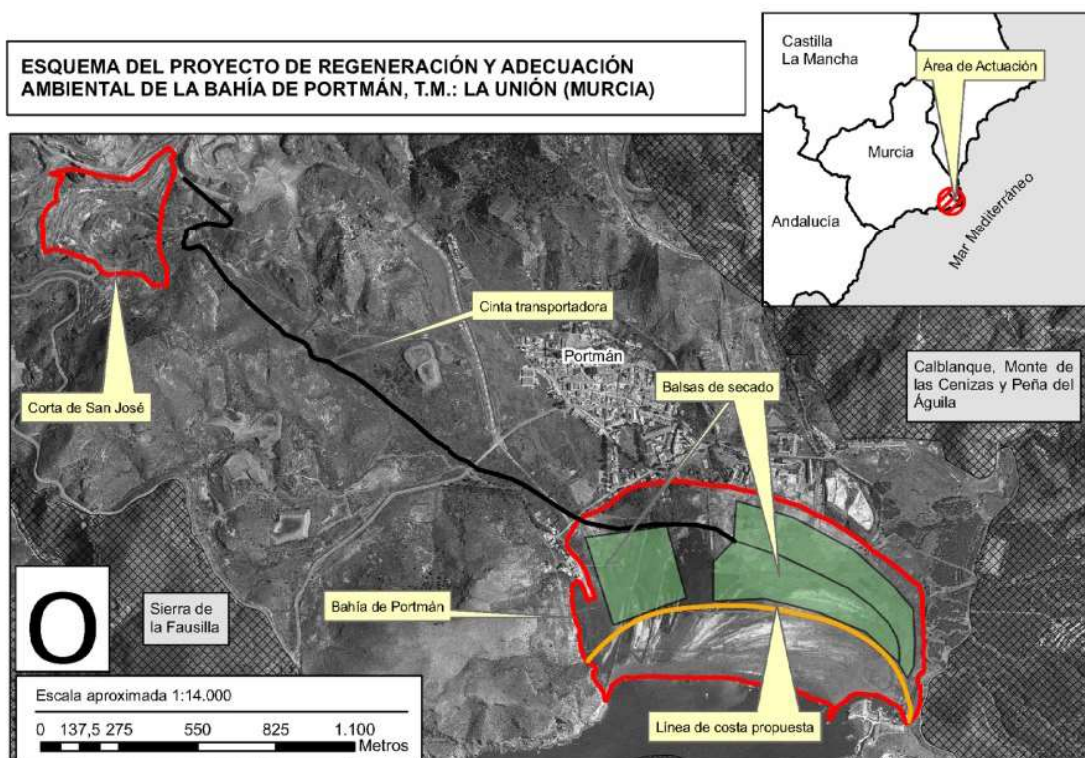 ESQUEMA DEL PROYECTO DE REGENERACIÓN Y ADECUACIÓN
AMBIENTAL DE LA BAHÍA DE PORTMÁN, T.M.: LA UNIÓN (MURCIA)
Castilla
La Mancha
Área de Actuación
Murcia
Andalucía
Mar Mediterráneo
Cinta transportadora
Portmán
Corta de San José
Balsas de secado
Calblanque, Monte de
las Cenizas y Peña del
Águila
Sierra de
la Fausilla
Bahía de Portmán
Línea de costa propuesta
O
Escala aproximada 1:14.000
0 137,5 275 550 825 1.100
Metros